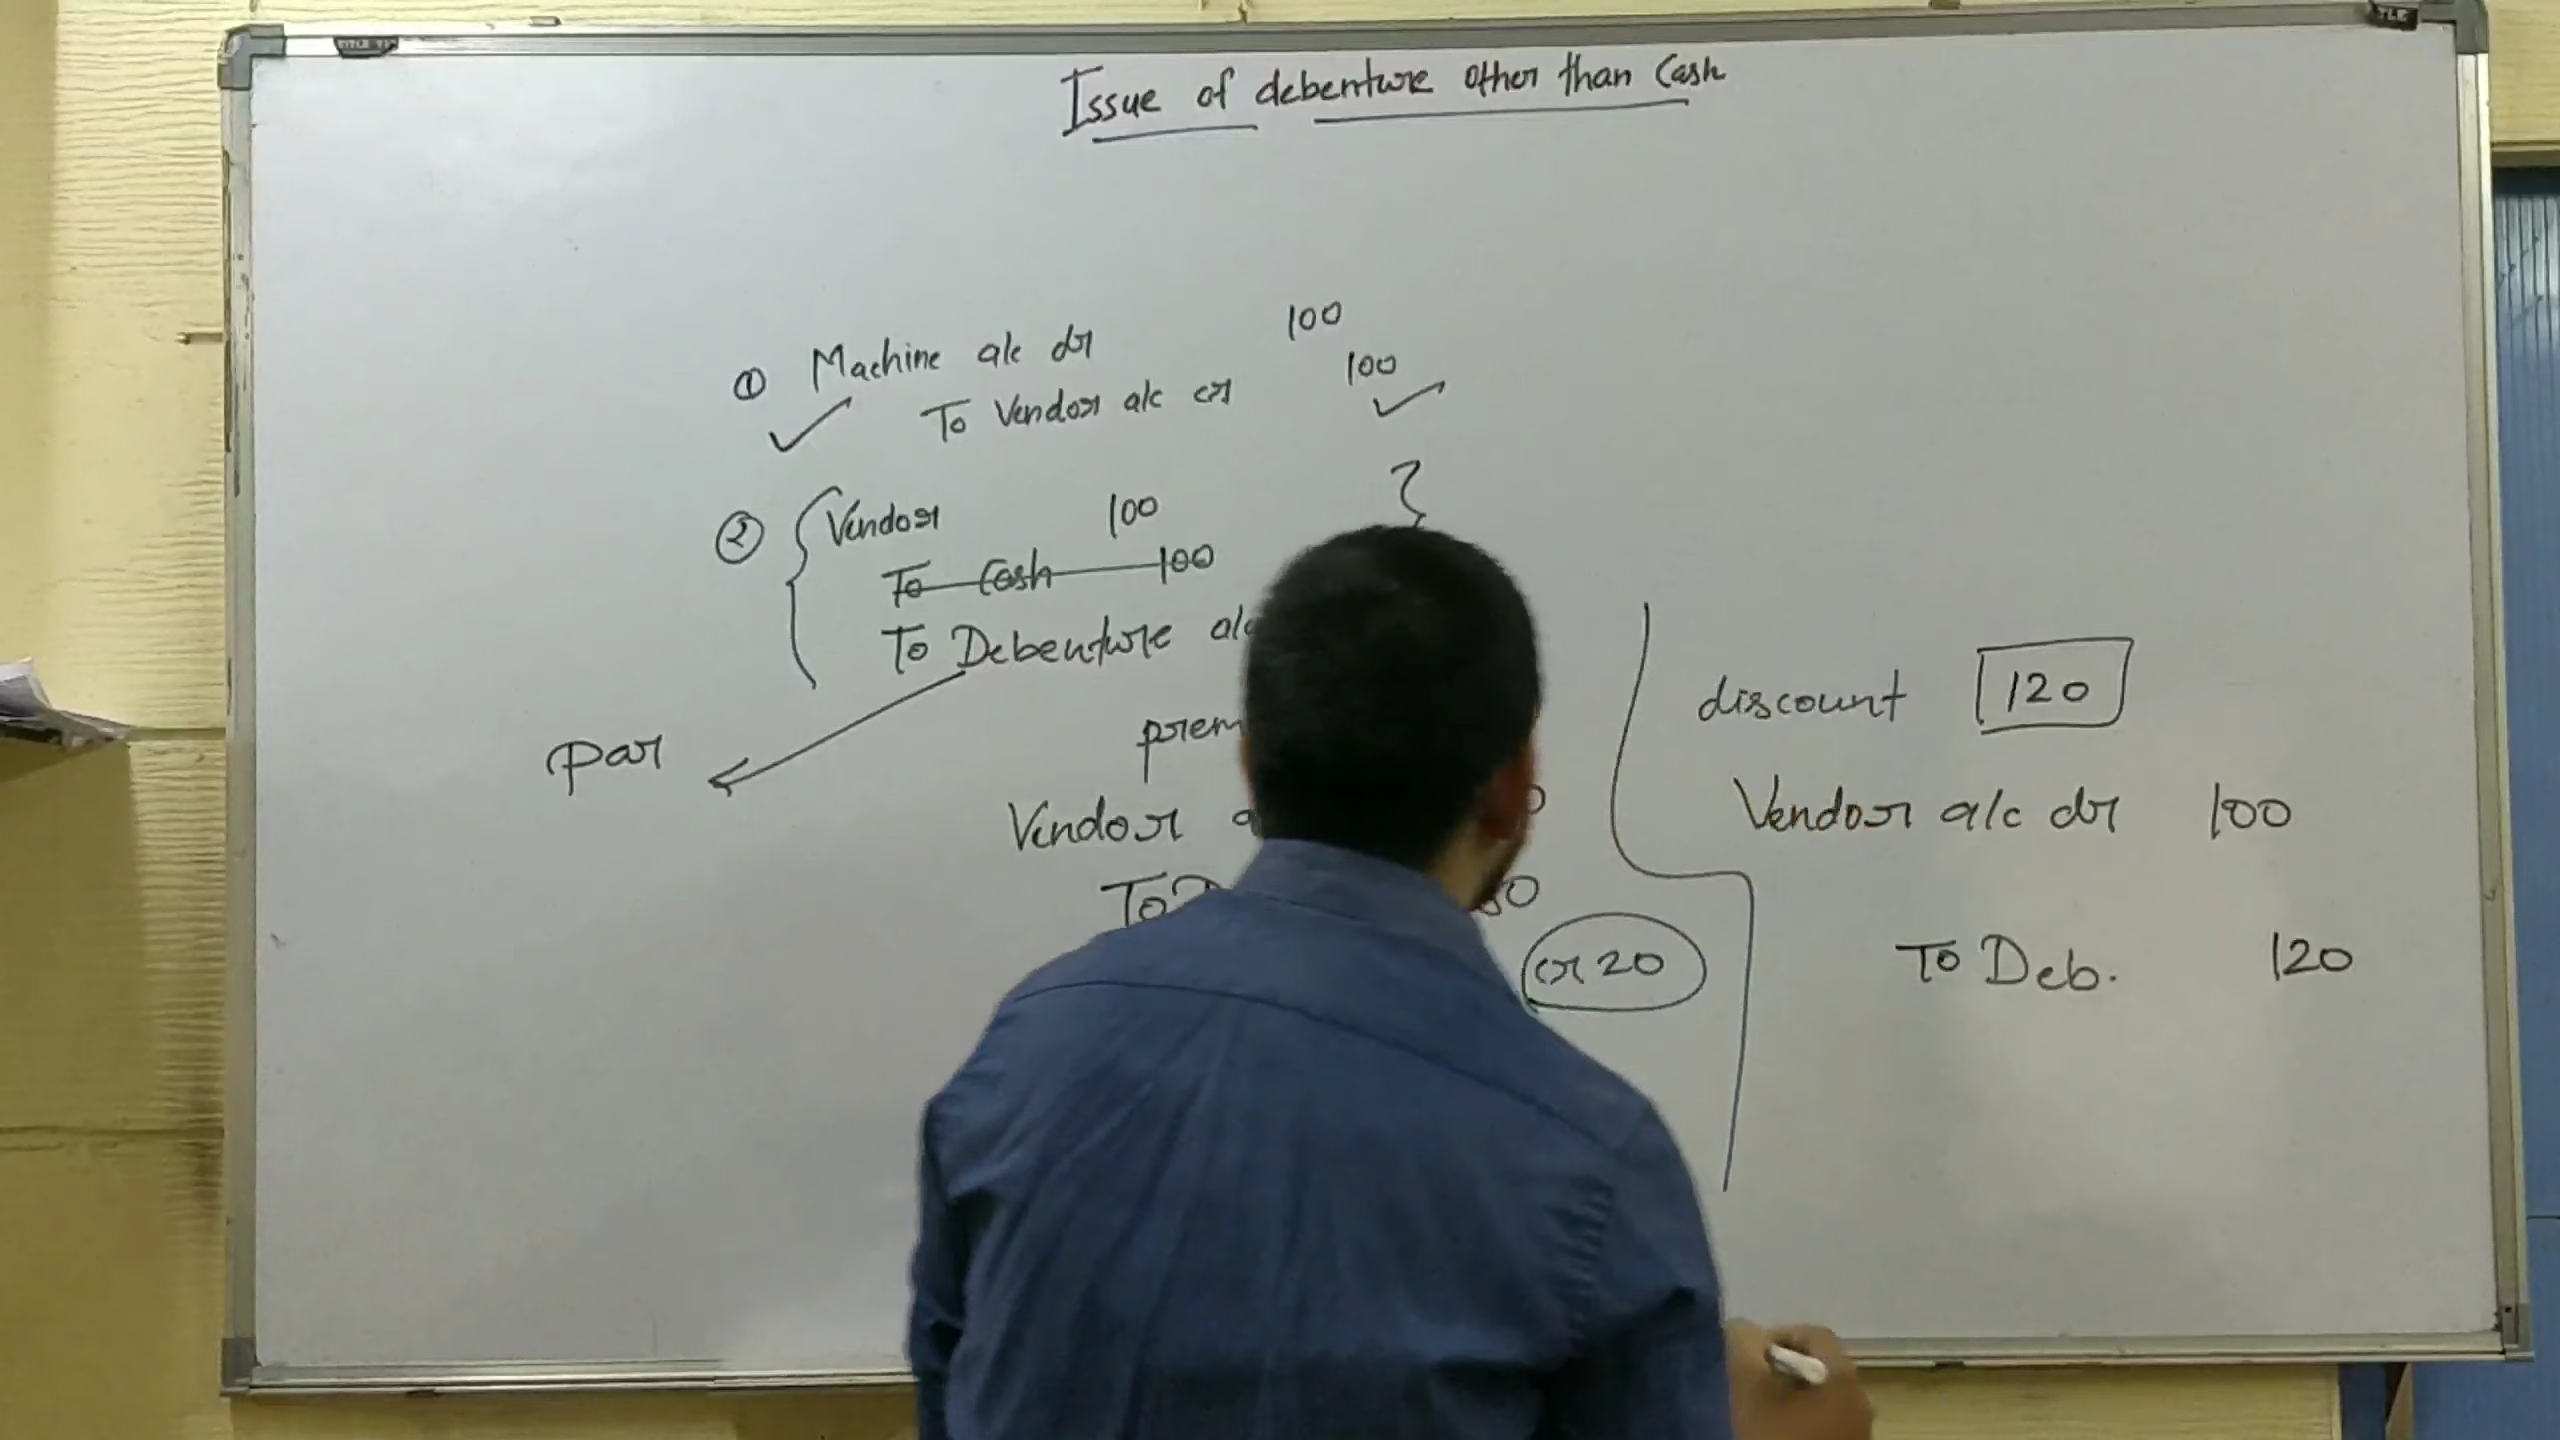 Issue of debenture other than Cash
① Machine a/c dr 100
To Vendor a/c cr 100
② { Vendor 100 }
To Cash 100
To Debenture
par
discount 120
Vendor a/c dr 100
To Deb. 120
Vendor
To
cr 20